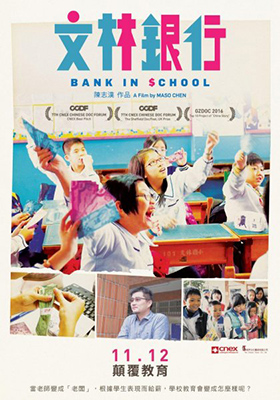 文林銀行
BANK IN $CHOOL
陳志漢 作品 A Film by MASO CHEN
CCDF
7TH CNEX CHINESE DOC FORUM
CCDF
7TH CNEX CHINESE DOC FORUM
GZDOC 2016
11.12
顛覆教育
cnex
當老師變成「老闆」，根據學生表現而給薪，學校教育會變成怎麼樣呢？